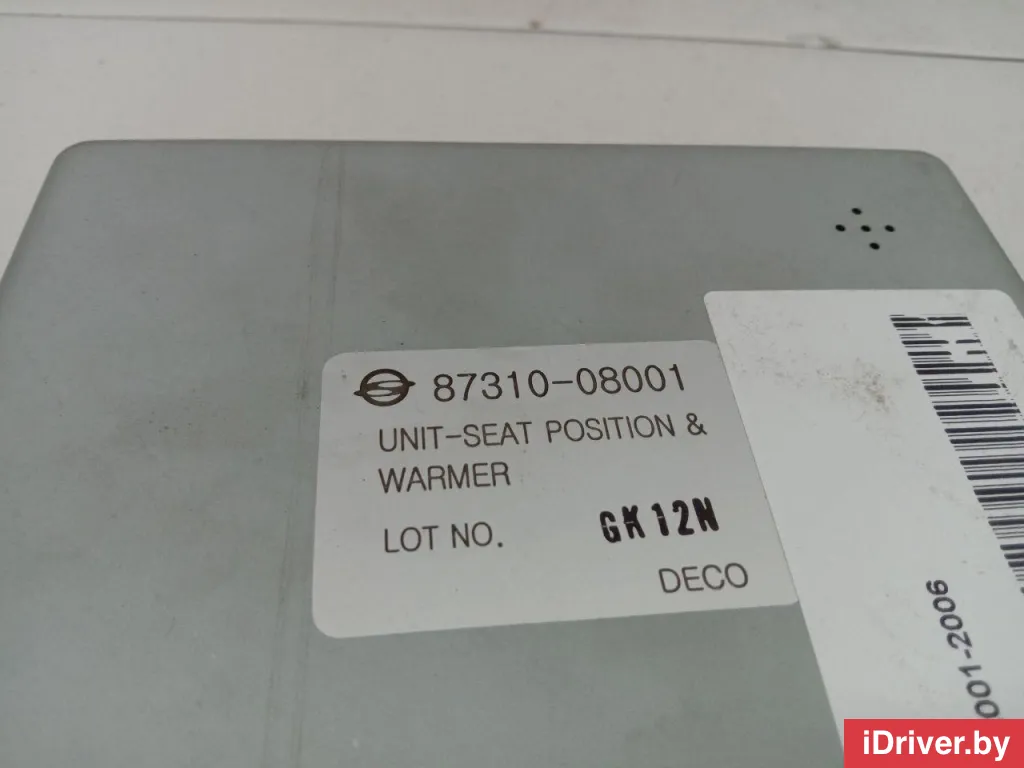 87310-08001
UNIT-SEAT POSITION &
WARMER
LOT NO. GK12N
DECO
001-2006
iDriver.by